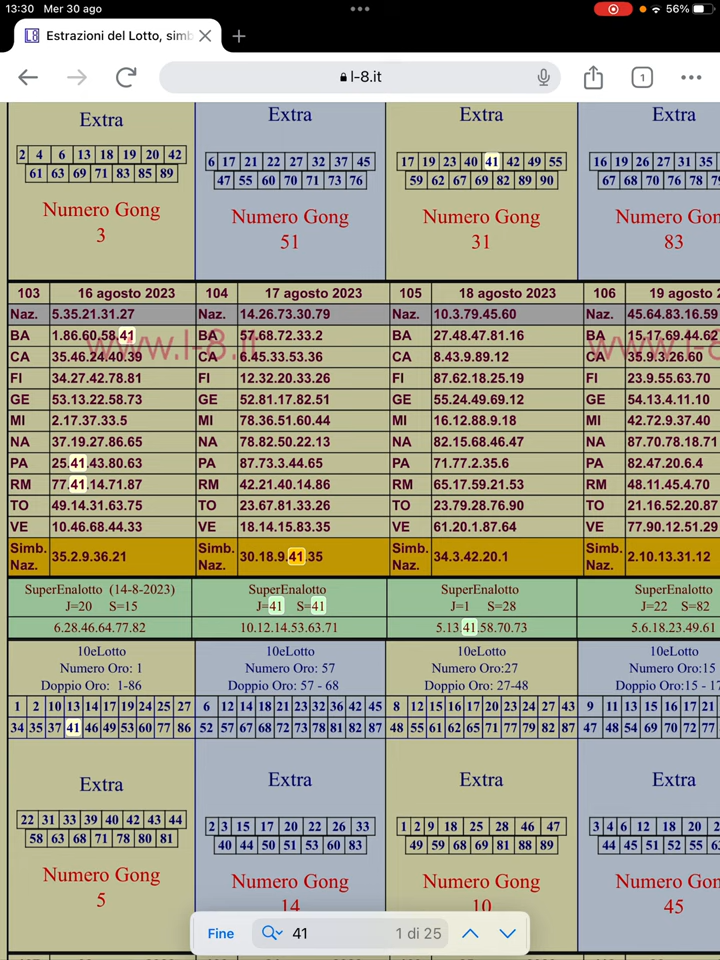 13:30 Mer 30 ago
56%
Estrazioni del Lotto, simb
l-8.it
1
Extra
2 4 6 13 18 19 20 42
61 63 69 71 83 85 89
Numero Gong
3
Extra
6 17 21 22 27 32 37 45
47 55 60 70 71 73 76
Numero Gong
51
Extra
17 19 23 40 41 42 49 55
59 62 67 69 82 89 90
Numero Gong
31
Extra
16 19 26 27 31 35
67 68 70 76 78
Numero Gon
83
103 16 agosto 2023
Naz. 5.35.21.31.27
BA 1.86.60.58.41
CA 35.46.24.40.39
FI 34.27.42.78.81
GE 53.13.22.58.73
MI 2.17.37.33.5
NA 37.19.27.86.65
PA 25.41.43.80.63
RM 77.41.14.71.87
TO 49.14.31.63.75
VE 10.46.68.44.33
Simb. Naz. 35.2.9.36.21
104 17 agosto 2023
Naz. 14.26.73.30.79
BA 57.68.72.33.2
CA 6.45.33.53.36
FI 12.32.20.33.26
GE 52.81.17.82.51
MI 78.36.51.60.44
NA 78.82.50.22.13
PA 87.73.3.44.65
RM 42.21.40.14.86
TO 23.67.81.33.26
VE 18.14.15.83.35
Simb. Naz. 30.18.9.41.35
105 18 agosto 2023
Naz. 10.3.79.45.60
BA 27.48.47.81.16
CA 8.43.9.89.12
FI 87.62.18.25.19
GE 55.24.49.69.12
MI 16.12.88.9.18
NA 82.15.68.46.47
PA 71.77.2.35.6
RM 65.17.59.21.53
TO 23.79.28.76.90
VE 61.20.1.87.64
Simb. Naz. 34.3.42.20.1
106 19 agosto 2
Naz. 45.64.83.16.59
BA 15.17.69.44.62
CA 35.9.3.26.60
FI 23.9.55.63.70
GE 54.13.4.11.10
MI 42.72.9.37.40
NA 87.70.78.18.71
PA 82.47.20.6.4
RM 48.11.45.4.70
TO 21.16.52.20.87
VE 77.90.12.51.29
Simb. Naz. 2.10.13.31.12
www.l-8.it
www.l-8
SuperEnalotto (14-8-2023)
J=20 S=15
6.28.46.64.77.82
SuperEnalotto
J=41 S=41
10.12.14.53.63.71
SuperEnalotto
J=1 S=28
5.13.41.58.70.73
SuperEnalotto
J=22 S=82
5.6.18.23.49.61
10eLotto
Numero Oro: 1
Doppio Oro: 1-86
1 2 10 13 14 17 19 24 25 27
34 35 37 41 46 49 53 60 77 86
10eLotto
Numero Oro: 57
Doppio Oro: 57 - 68
6 12 14 18 21 23 32 36 42 45
52 57 67 68 72 73 78 81 82 87
10eLotto
Numero Oro:27
Doppio Oro: 27-48
8 12 15 16 17 20 23 24 27 43
48 55 61 62 65 71 77 79 82 87
10eLotto
Numero Oro:15
Doppio Oro:15 - 17
9 11 13 15 16 17 21
47 48 54 69 70 72 77
Extra
22 31 33 39 40 42 43 44
58 63 68 71 78 80 81
Numero Gong
5
Extra
2 3 15 17 20 22 26 33
40 44 50 51 53 60 83
Numero Gong
14
Extra
1 2 9 18 25 28 46 47
49 59 68 69 81 88 89
Numero Gong
10
Extra
3 4 6 12 18 20
44 45 51 52 55
Numero Gon
45
Fine 41 1 di 25